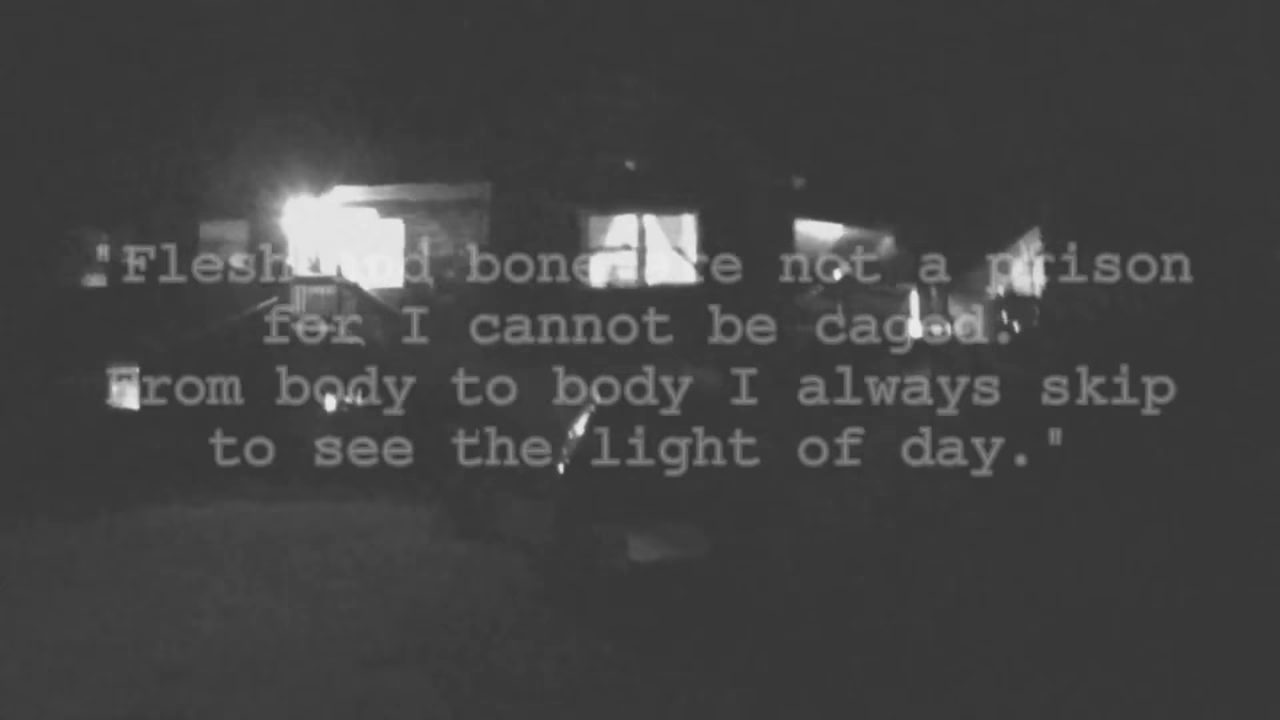 "Flesh and bone are not a prison
for I cannot be caged.
From body to body I always skip
to see the light of day."